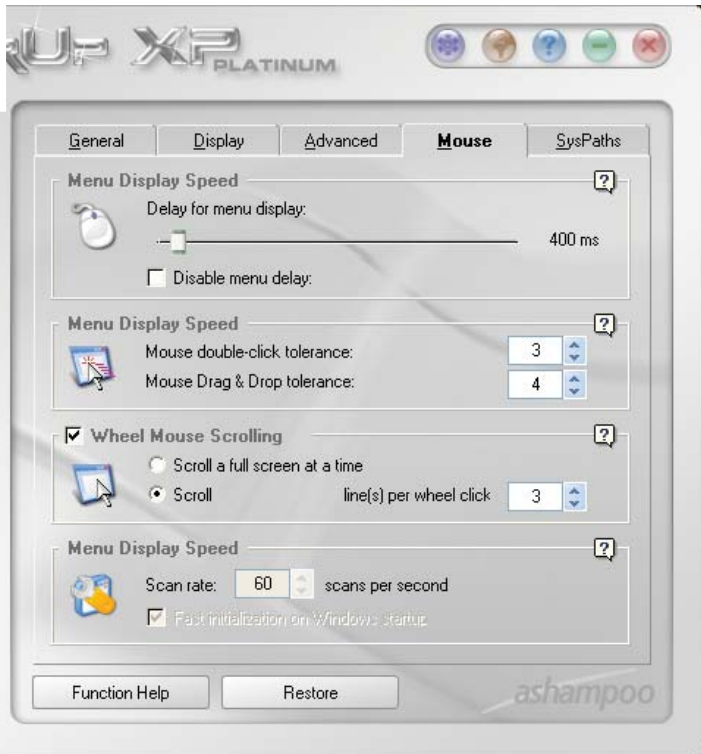 Up XP
PLATINUM
General Display Advanced Mouse SysPaths
Menu Display Speed
Delay for menu display:
400 ms
Disable menu delay:
Menu Display Speed
Mouse double-click tolerance: 3
Mouse Drag & Drop tolerance: 4
Wheel Mouse Scrolling
Scroll a full screen at a time
Scroll line(s) per wheel click 3
Menu Display Speed
Scan rate: 60 scans per second
Fast initialization on Windows startup
Function Help Restore
ashampoo